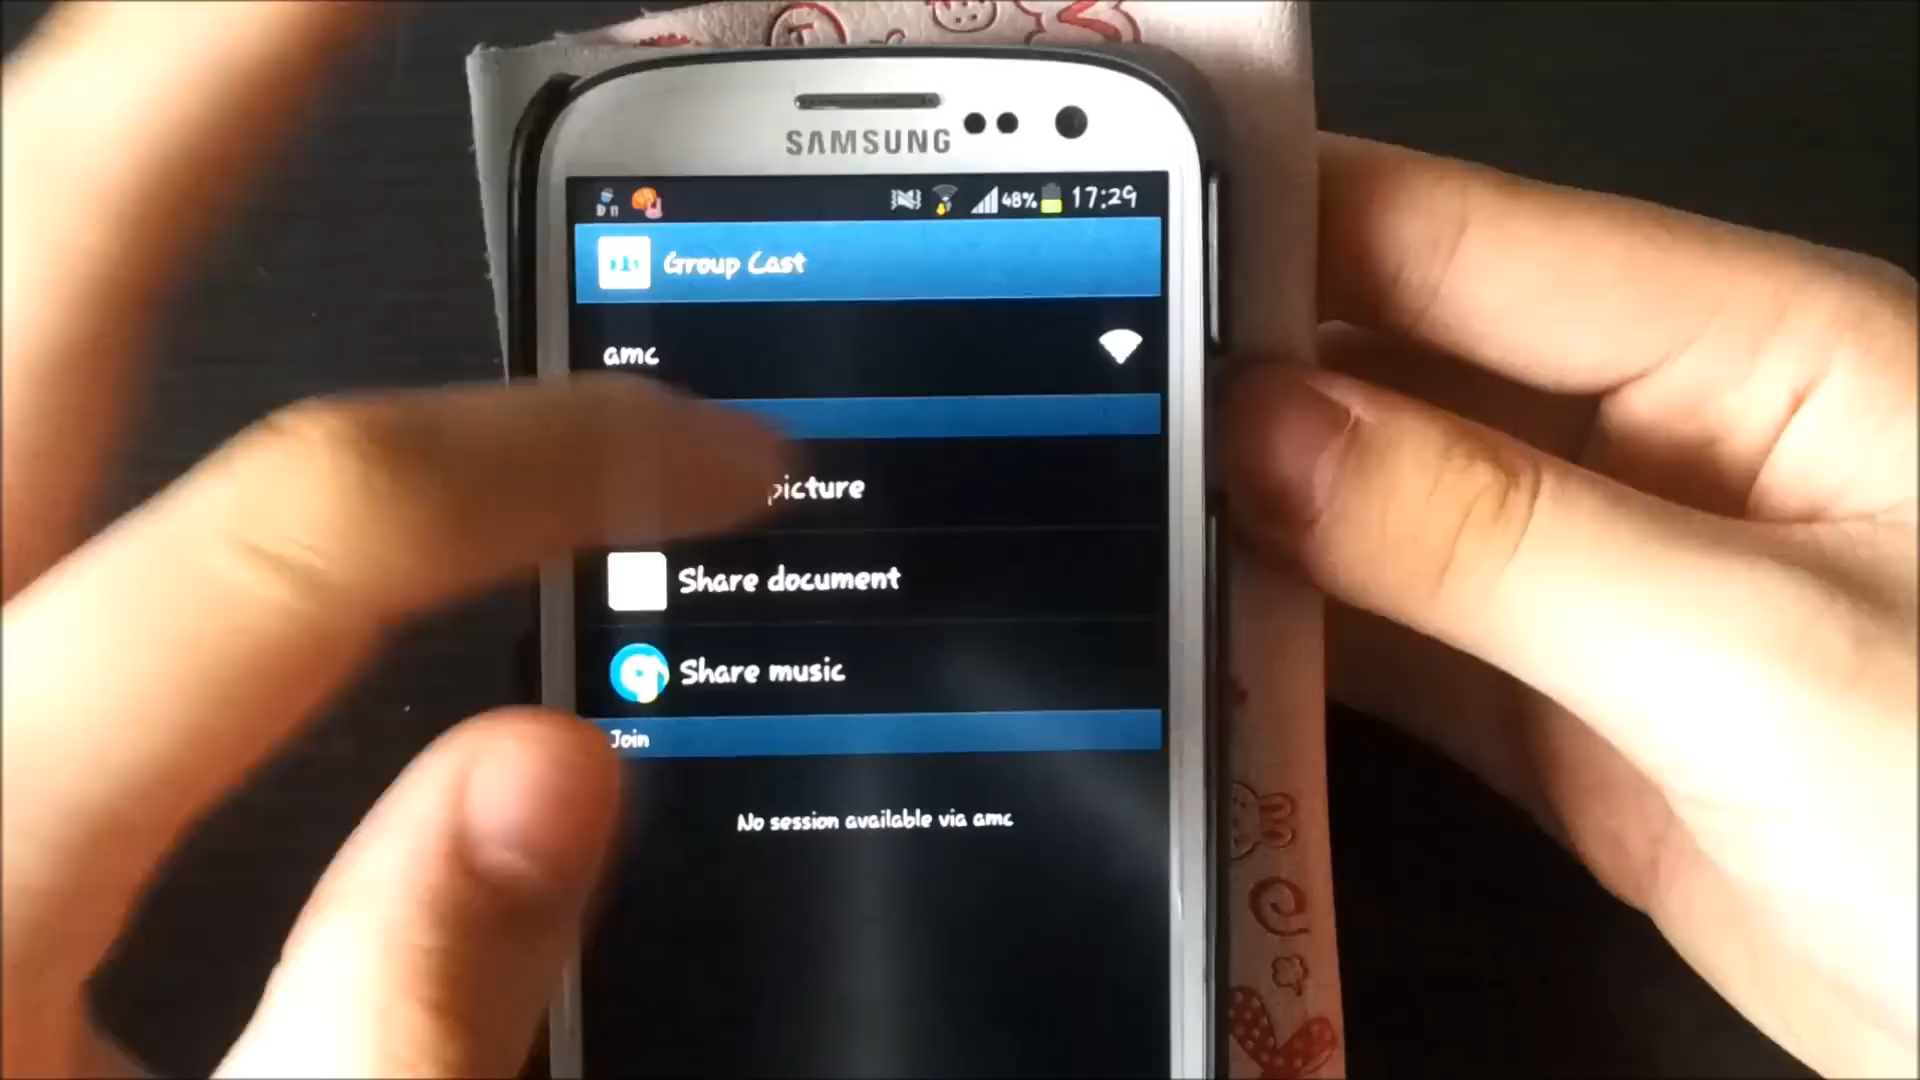 SAMSUNG
48% 17:29
Group Cast
amc
picture
Share document
Share music
Join
No session available via amc